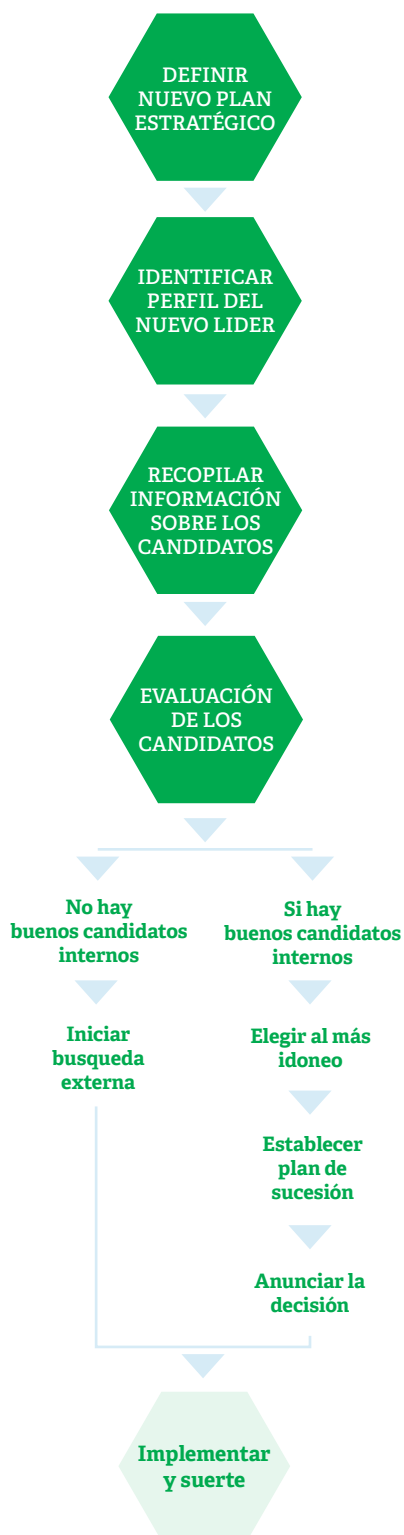 DEFINIR
NUEVO PLAN
ESTRATÉGICO
IDENTIFICAR
PERFIL DEL
NUEVO LIDER
RECOPILAR
INFORMACIÓN
SOBRE LOS
CANDIDATOS
EVALUACIÓN
DE LOS
CANDIDATOS
No hay
buenos candidatos
internos
Iniciar
busqueda
externa
Si hay
buenos candidatos
internos
Elegir al más
idoneo
Establecer
plan de
sucesión
Anunciar la
decisión
Implementar
y suerte